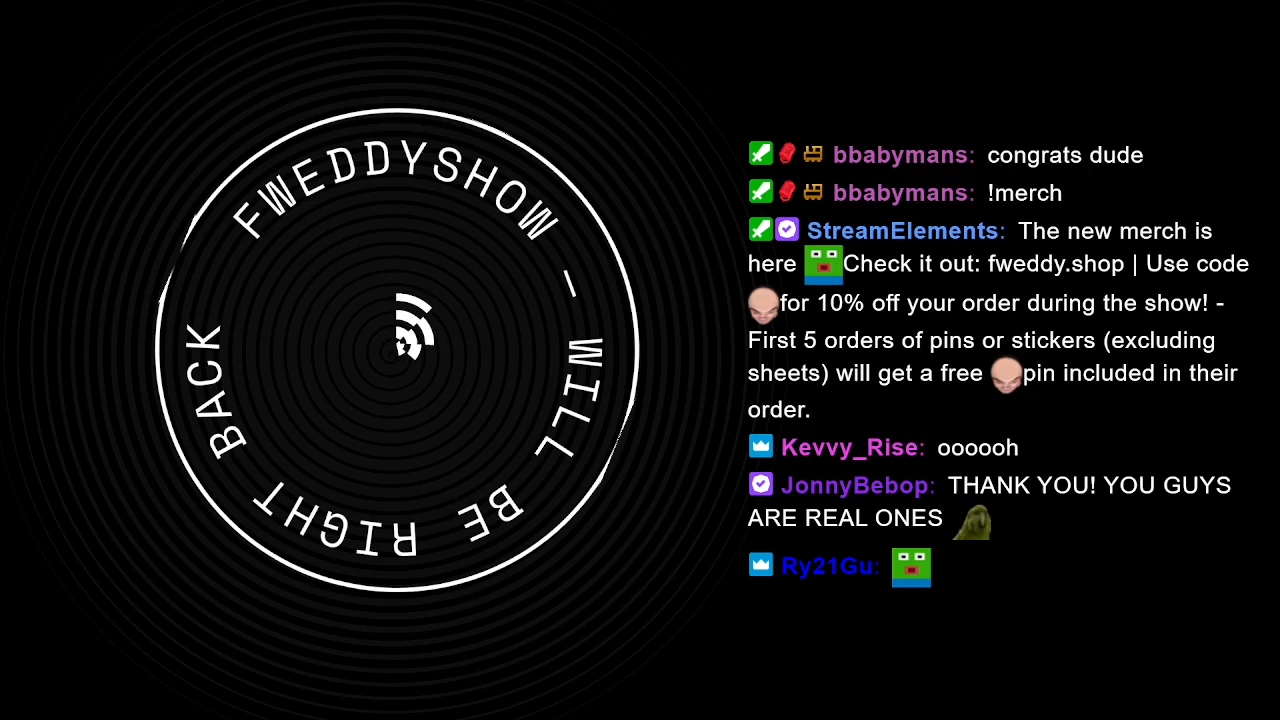 FWEDDYSHOW - WILL BE RIGHT BACK
bbabymans: congrats dude
bbabymans: !merch
StreamElements: The new merch is
here Check it out: fweddy.shop | Use code
for 10% off your order during the show! -
First 5 orders of pins or stickers (excluding
sheets) will get a free pin included in their
order.
Kevvy_Rise: oooooh
JonnyBebop: THANK YOU! YOU GUYS
ARE REAL ONES
Ry21Gu: